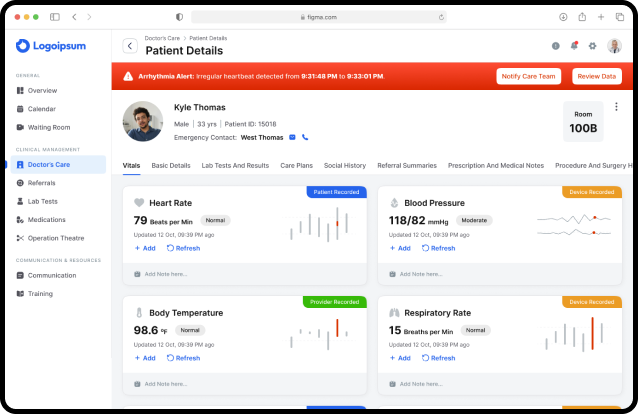 figma.com
Logoipsum
Doctor's Care > Patient Details
Patient Details
Arrhythmia Alert: Irregular heartbeat detected from 9:31:48 PM to 9:33:01 PM.
Notify Care Team
Review Data
GENERAL
Overview
Calendar
Waiting Room
CLINICAL MANAGEMENT
Doctor's Care
Referrals
Lab Tests
Medications
Operation Theatre
COMMUNICATION & RESOURCES
Communication
Training
Kyle Thomas
Male | 33 yrs | Patient ID: 15016
Emergency Contact: West Thomas
Room
100B
Vitals
Basic Details
Lab Tests And Results
Care Plans
Social History
Referral Summaries
Prescription And Medical Notes
Procedure And Surgery H
Patient Recorded
Heart Rate
79 Beats per Min Normal
Updated 12 Oct, 09:39 PM ago
+ Add Refresh
Add Note here...
Device Recorded
Blood Pressure
118/82 mmHg Moderate
Updated 12 Oct, 09:39 PM ago
+ Add Refresh
Add Note here...
Provider Recorded
Body Temperature
98.6 °F Normal
Updated 12 Oct, 09:39 PM ago
+ Add Refresh
Add Note here...
Device Recorded
Respiratory Rate
15 Breaths per Min Normal
Updated 12 Oct, 09:39 PM ago
+ Add Refresh
Add Note here...